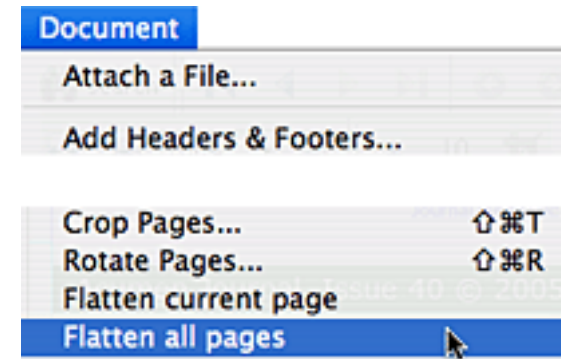 Document
Attach a File...
Add Headers & Footers...
Crop Pages... ⇧⌘T
Rotate Pages... ⇧⌘R
Flatten current page
Flatten all pages